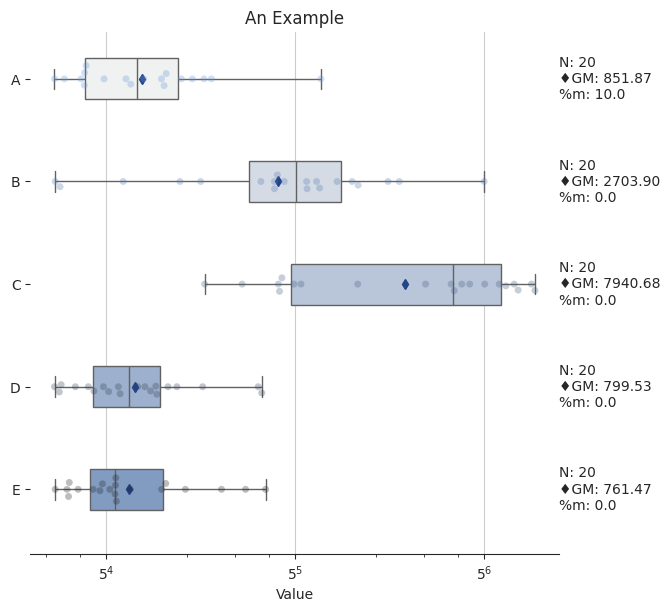 An Example
A
N: 20
♦GM: 851.87
%m: 10.0
B
N: 20
♦GM: 2703.90
%m: 0.0
C
N: 20
♦GM: 7940.68
%m: 0.0
D
N: 20
♦GM: 799.53
%m: 0.0
E
N: 20
♦GM: 761.47
%m: 0.0
5⁴ 5⁵ 5⁶
Value